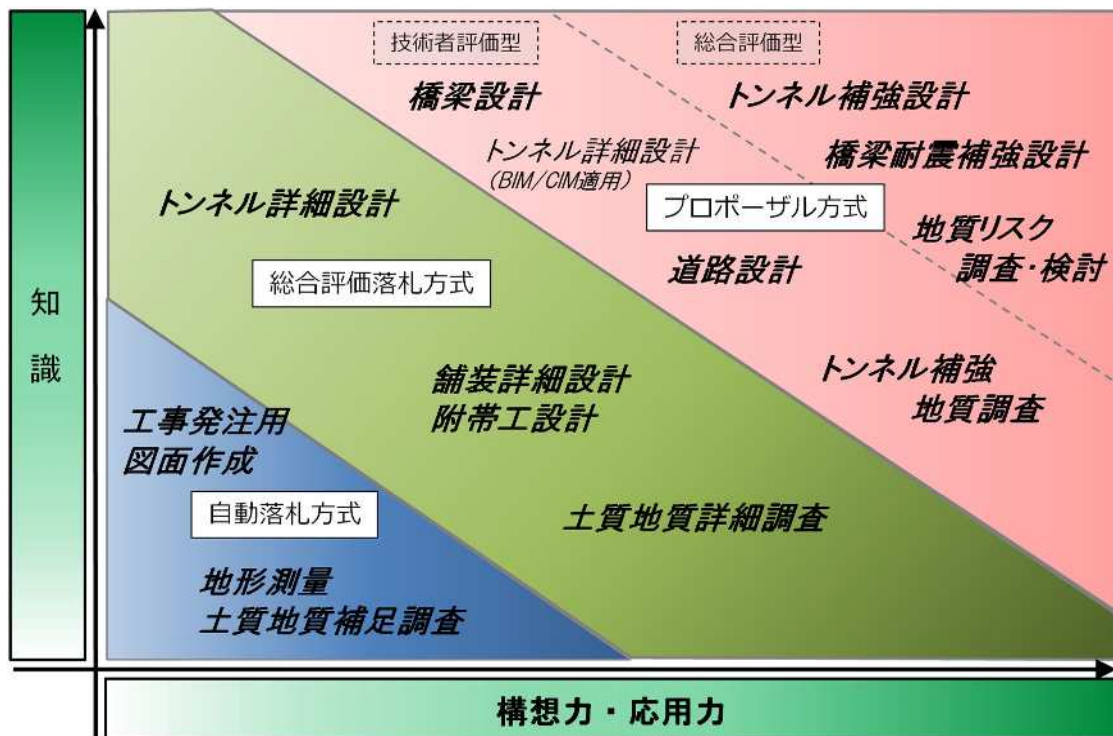 技術者評価型
総合評価型
橋梁設計
トンネル補強設計
トンネル詳細設計
（BIM/CIM適用）
橋梁耐震補強設計
トンネル詳細設計
プロポーザル方式
地質リスク
調査・検討
道路設計
総合評価落札方式
知
識
舗装詳細設計
附帯工設計
トンネル補強
地質調査
工事発注用
図面作成
自動落札方式
土質地質詳細調査
地形測量
土質地質補足調査
構想力・応用力